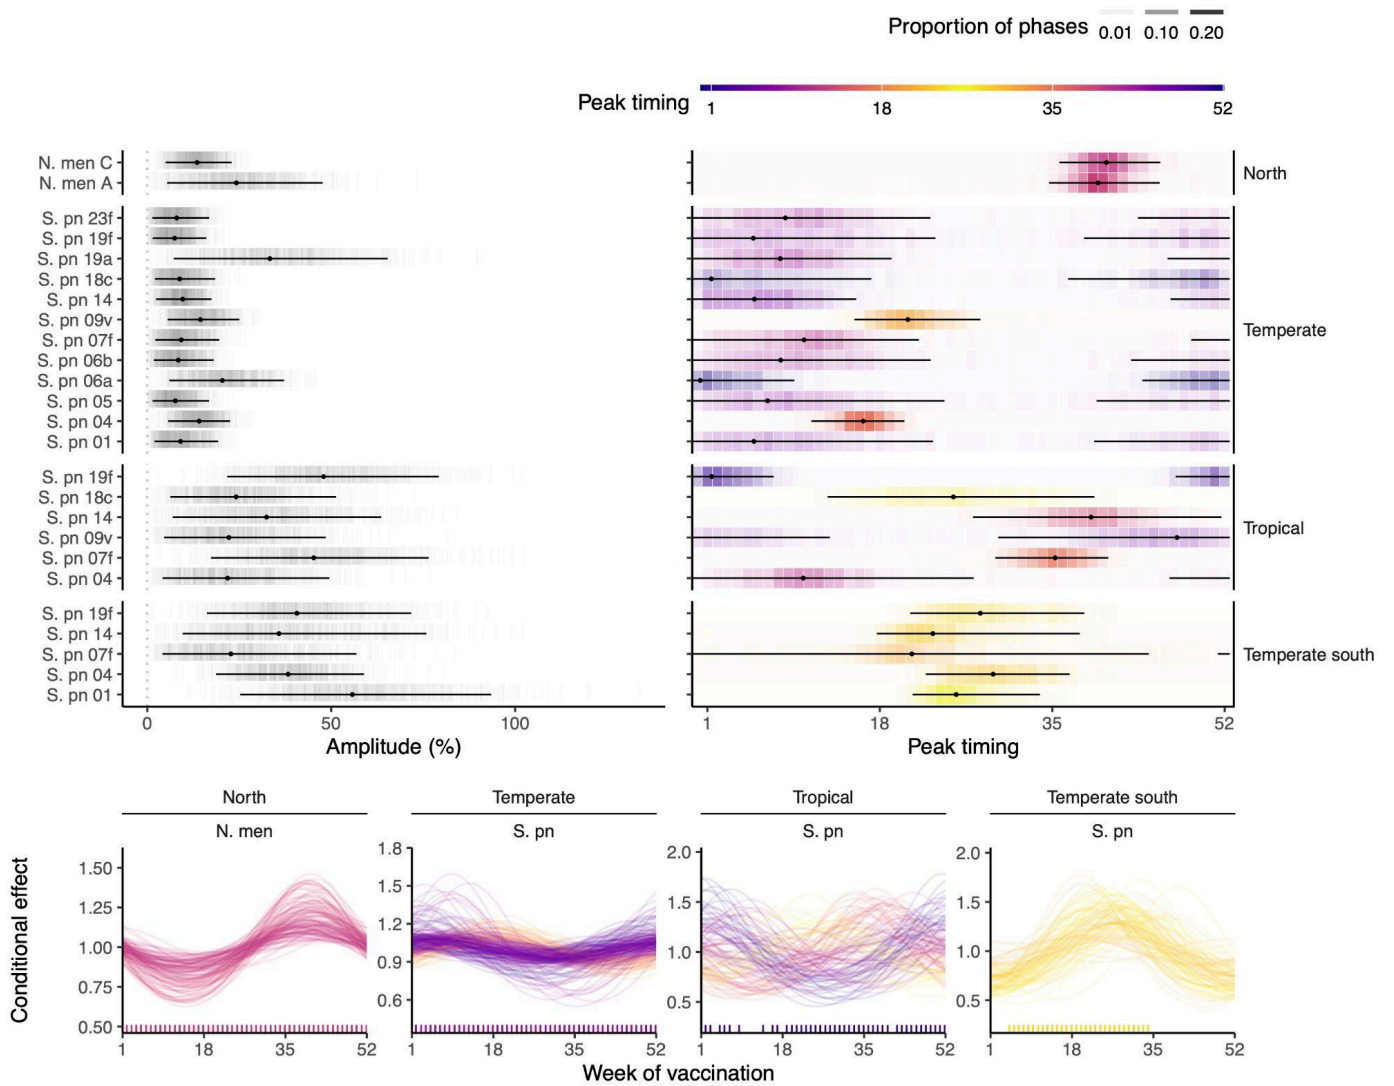 Proportion of phases
0.01 0.10 0.20
Peak timing
1 18 35 52
N. men C
N. men A
North
S. pn 23f
S. pn 19f
S. pn 19a
S. pn 18c
S. pn 14
S. pn 09v
S. pn 07f
S. pn 06b
S. pn 06a
S. pn 05
S. pn 04
S. pn 01
Temperate
S. pn 19f
S. pn 18c
S. pn 14
S. pn 09v
S. pn 07f
S. pn 04
Tropical
S. pn 19f
S. pn 14
S. pn 07f
S. pn 04
S. pn 01
Temperate south
0 50 100
Amplitude (%)
1 18 35 52
Peak timing
Conditional effect
North
N. men
1.50
1.25
1.00
0.75
0.50
1 18 35 52
Temperate
S. pn
1.8
1.5
1.2
0.9
0.6
1 18 35 52
Tropical
S. pn
2.0
1.5
1.0
0.5
1 18 35 52
Temperate south
S. pn
2.0
1.5
1.0
0.5
1 18 35 52
Week of vaccination